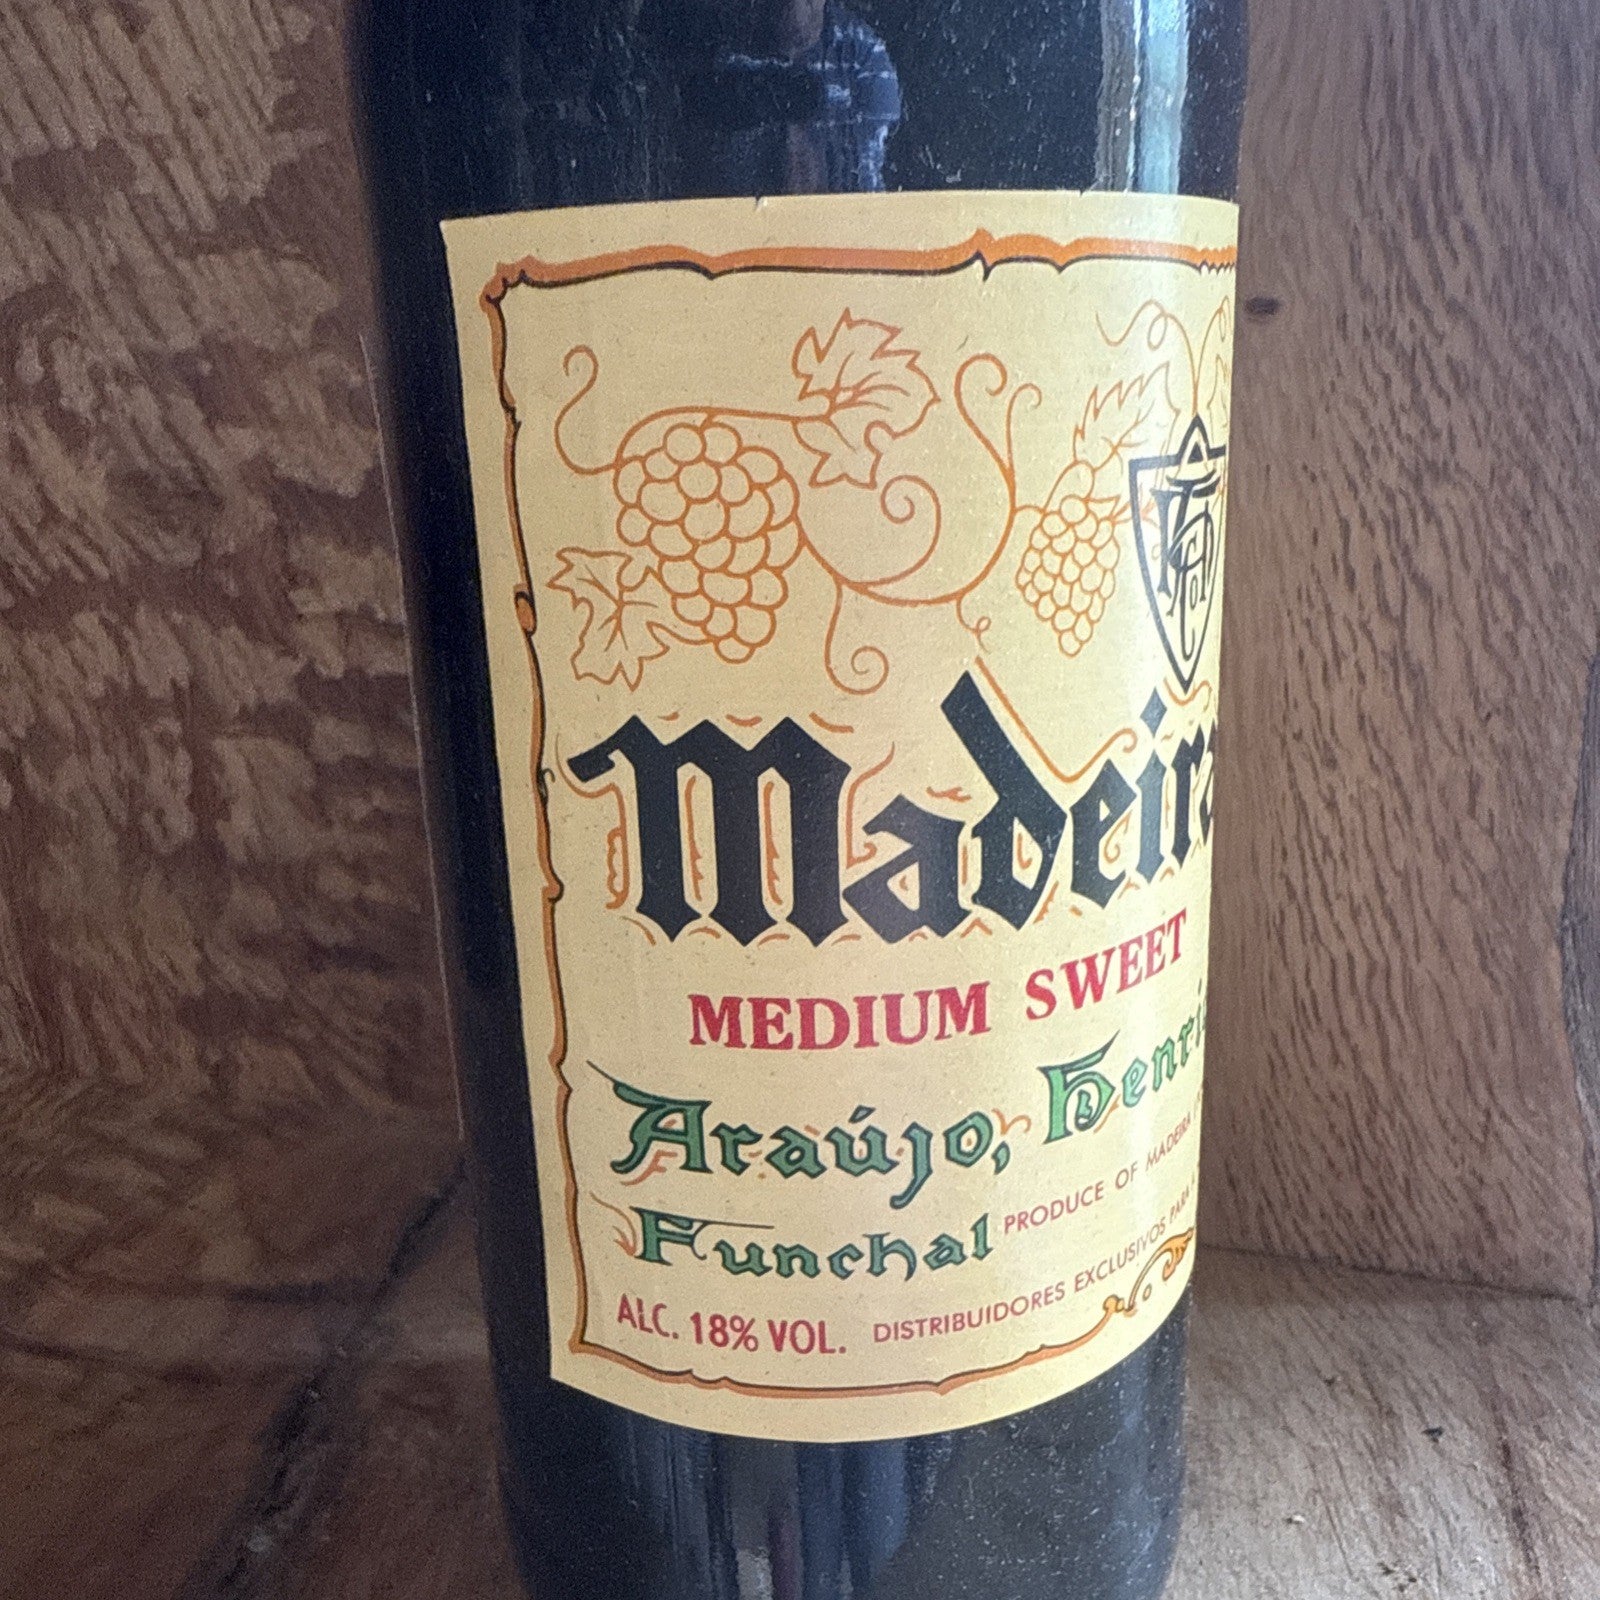 Madeira
MEDIUM SWEET
Araújo,
Funchal PRODUCE OF MADEIRA
ALC. 18% VOL. DISTRIBUIDORES EXCLUSIVOS PARA